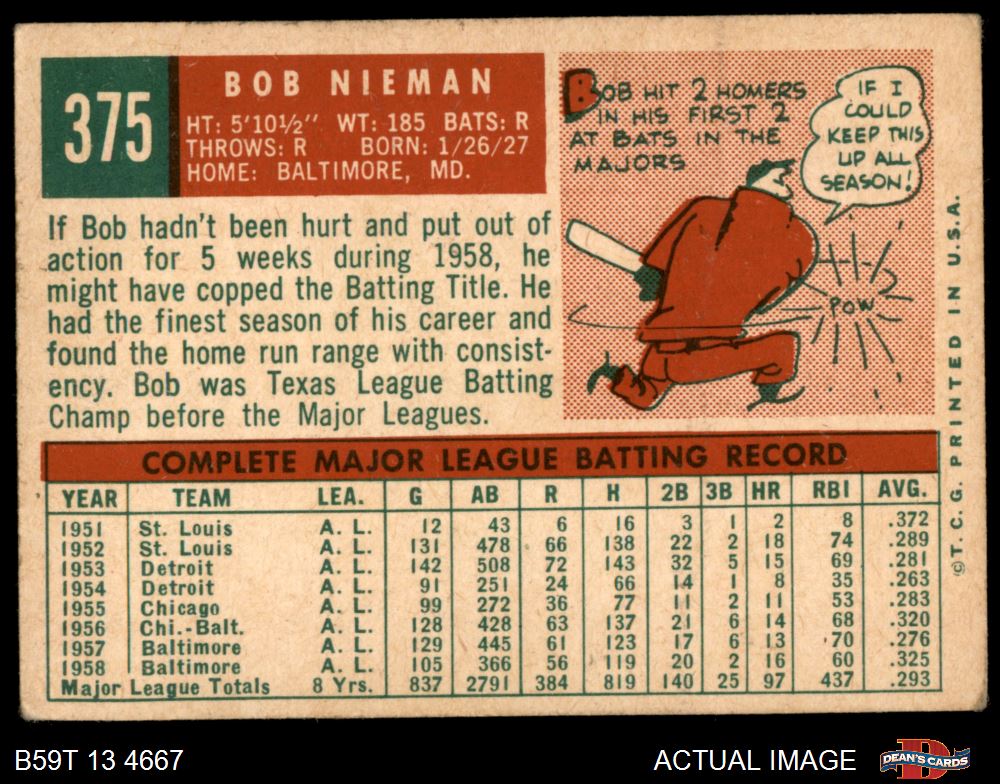 375
BOB NIEMAN
HT: 5'10½" WT: 185 BATS: R
THROWS: R BORN: 1/26/27
HOME: BALTIMORE, MD.
BOB HIT 2 HOMERS
IN HIS FIRST 2
AT BATS IN THE
MAJORS
IF I
COULD
KEEP THIS
UP ALL
SEASON!
POW
If Bob hadn't been hurt and put out of
action for 5 weeks during 1958, he
might have copped the Batting Title. He
had the finest season of his career and
found the home run range with consist-
ency. Bob was Texas League Batting
Champ before the Major Leagues.
COMPLETE MAJOR LEAGUE BATTING RECORD
YEAR TEAM LEA. G AB R H 2B 3B HR RBI AVG.
1951 St. Louis A. L. 12 43 6 16 3 1 2 8 .372
1952 St. Louis A. L. 131 478 66 138 22 2 18 74 .289
1953 Detroit A. L. 142 508 72 143 32 5 15 69 .281
1954 Detroit A. L. 91 251 24 66 14 1 8 35 .263
1955 Chicago A. L. 99 272 36 77 11 2 11 53 .283
1956 Chi.-Balt. A. L. 128 428 63 137 21 6 14 68 .320
1957 Baltimore A. L. 129 445 61 123 17 6 13 70 .276
1958 Baltimore A. L. 105 366 56 119 20 2 16 60 .325
Major League Totals 8 Yrs. 837 2791 384 819 140 25 97 437 .293
© T. C. G. PRINTED IN U.S.A.
B59T 13 4667
ACTUAL IMAGE
D
DEAN'S CARDS